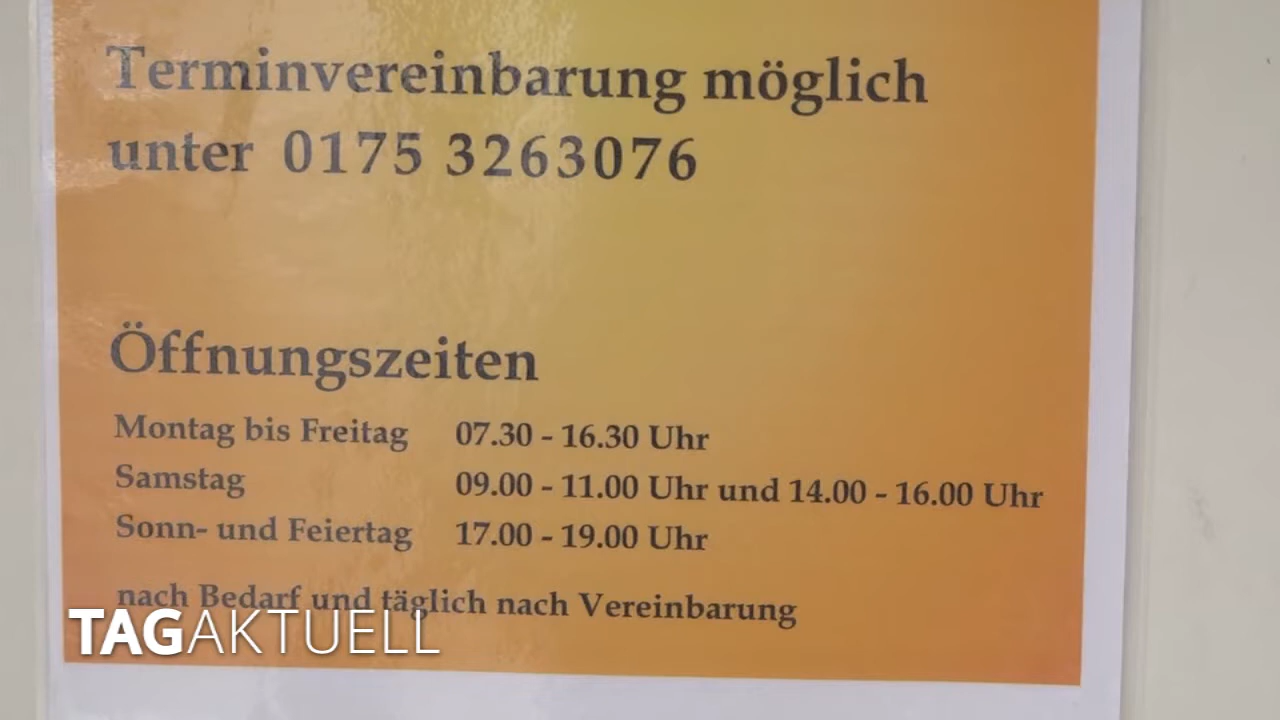 Terminvereinbarung möglich
unter 0175 3263076
Öffnungszeiten
Montag bis Freitag 07.30 - 16.30 Uhr
Samstag 09.00 - 11.00 Uhr und 14.00 - 16.00 Uhr
Sonn- und Feiertag 17.00 - 19.00 Uhr
nach Bedarf und täglich nach Vereinbarung
TAGAKTUELL